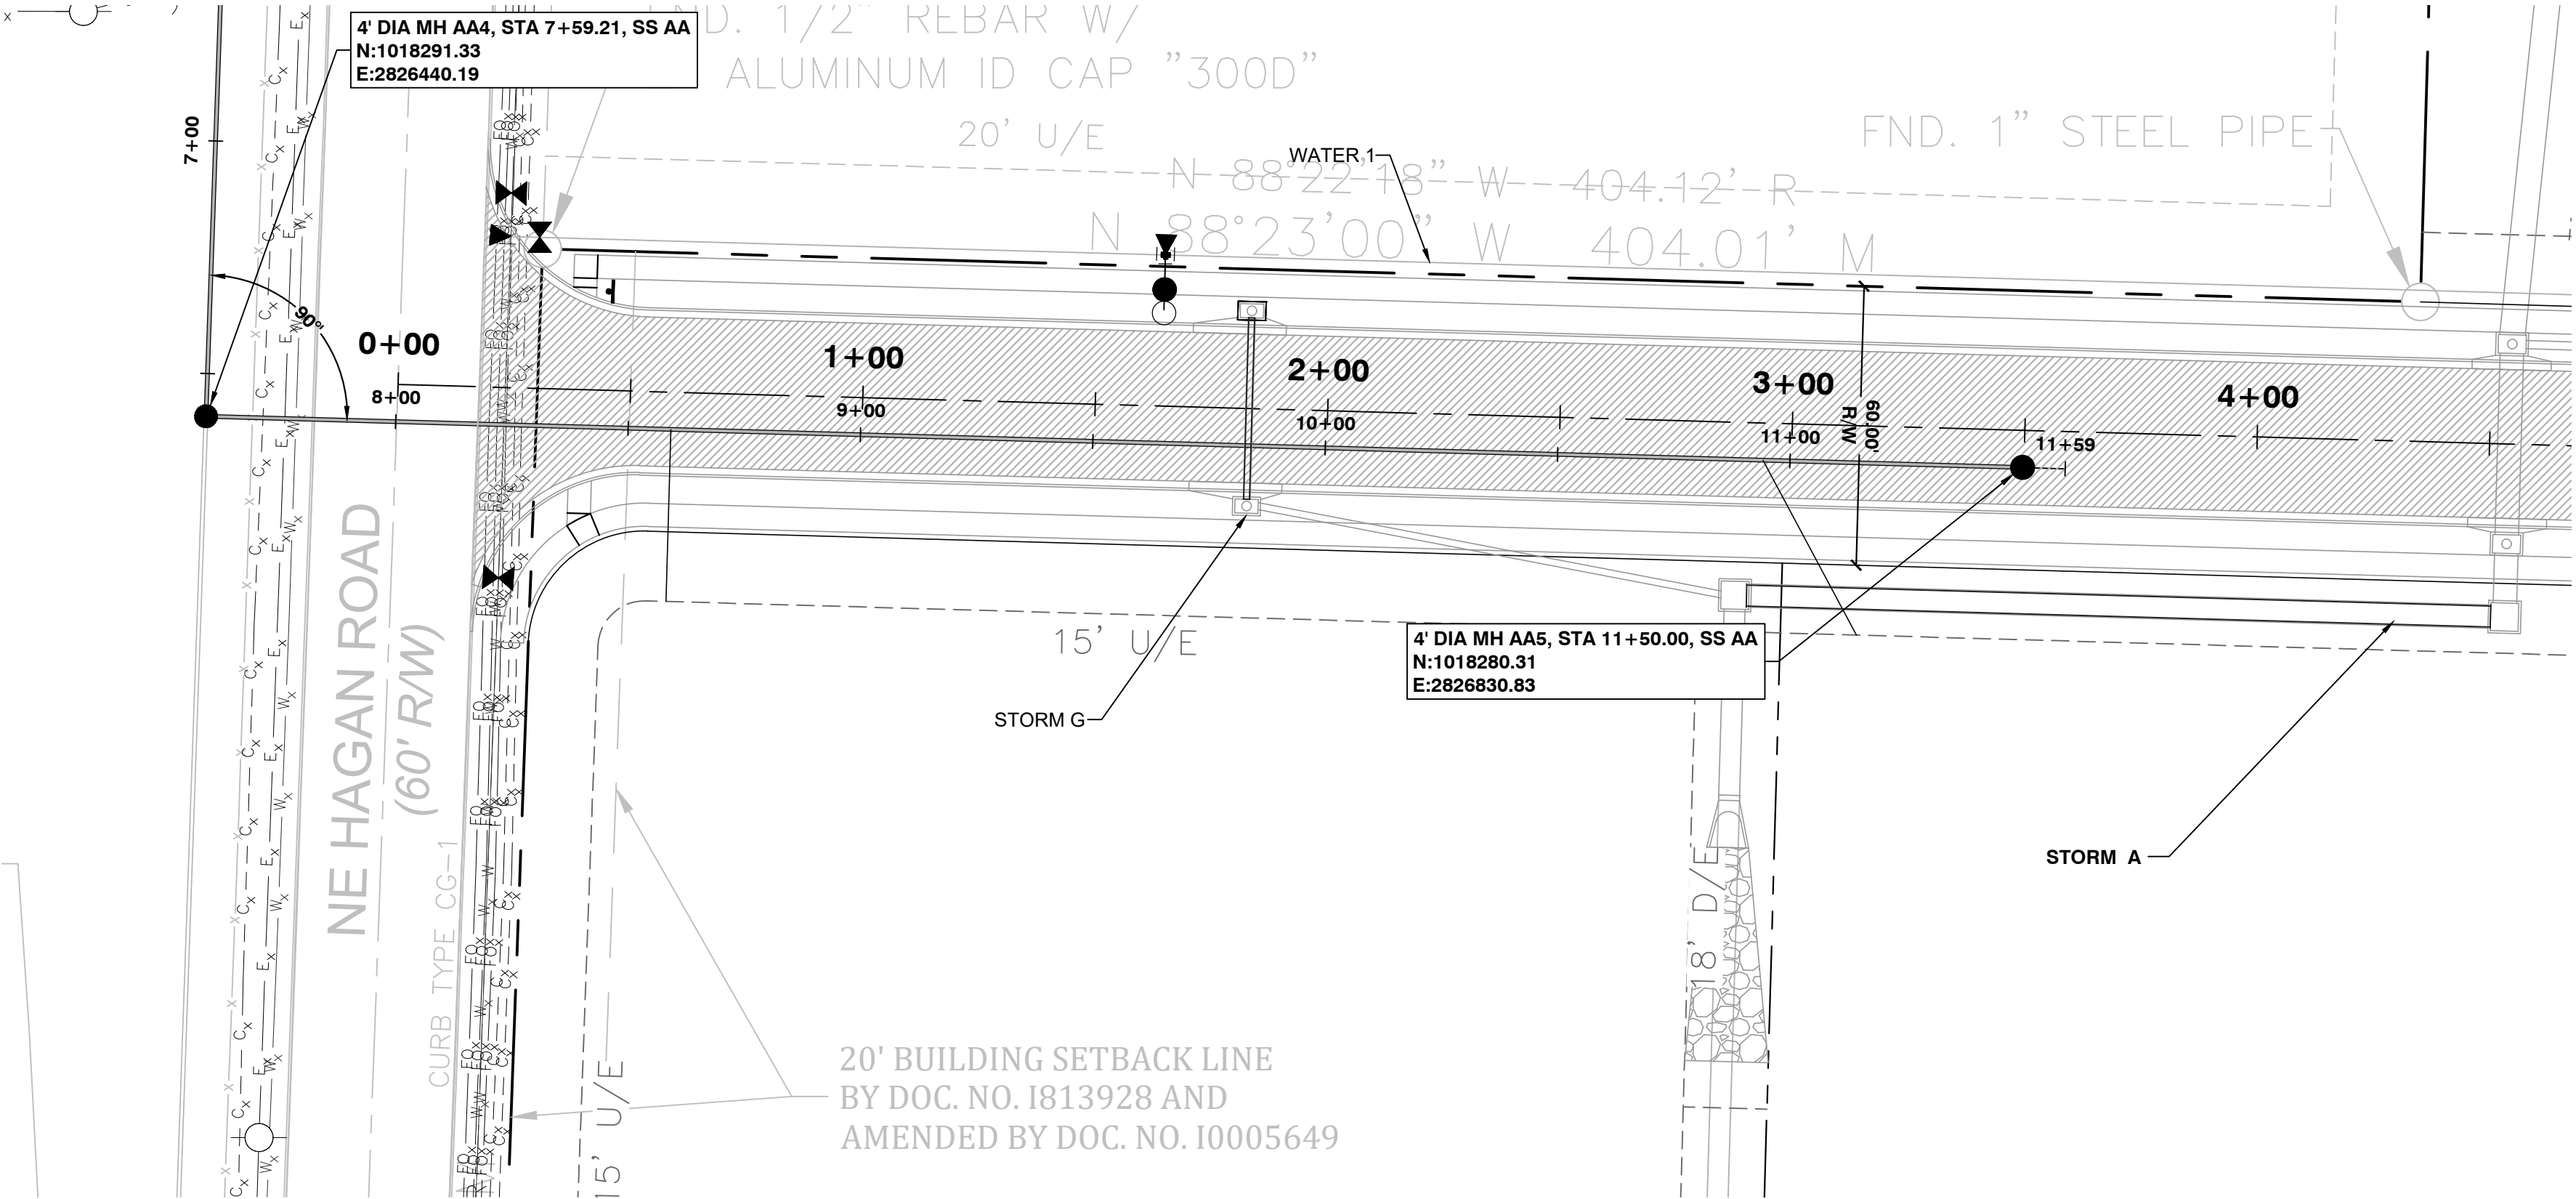 4' DIA MH AA4, STA 7+59.21, SS AA
N:1018291.33
E:2826440.19
D. 1/2" REBAR W/
ALUMINUM ID CAP "300D"
20' U/E
WATER 1
FND. 1" STEEL PIPE
N 88°22'18" W 404.12' R
N 88°23'00" W 404.01' M
7+00
90°
0+00
1+00
2+00
3+00
4+00
8+00
9+00
10+00
11+00
11+59
60.00'
R/W
NE HAGAN ROAD
(60' R/W)
CURB TYPE CG-1
15' U/E
4' DIA MH AA5, STA 11+50.00, SS AA
N:1018280.31
E:2826830.83
STORM G
STORM A
18' D/E
15' U/E
20' BUILDING SETBACK LINE
BY DOC. NO. I813928 AND
AMENDED BY DOC. NO. I0005649